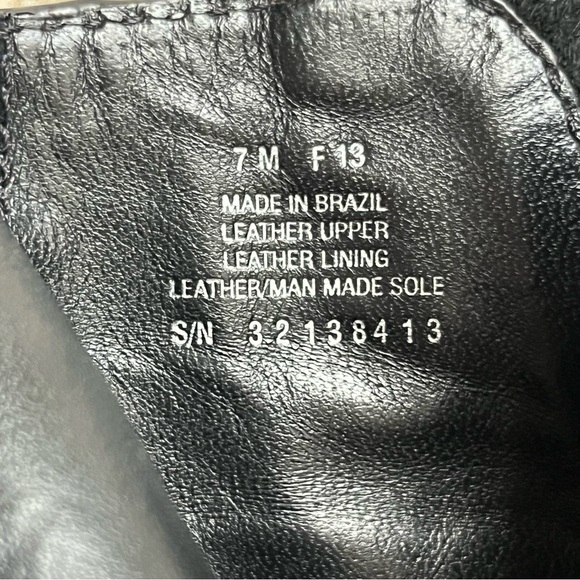 7 M F 13
MADE IN BRAZIL
LEATHER UPPER
LEATHER LINING
LEATHER/MAN MADE SOLE
S/N 32138413